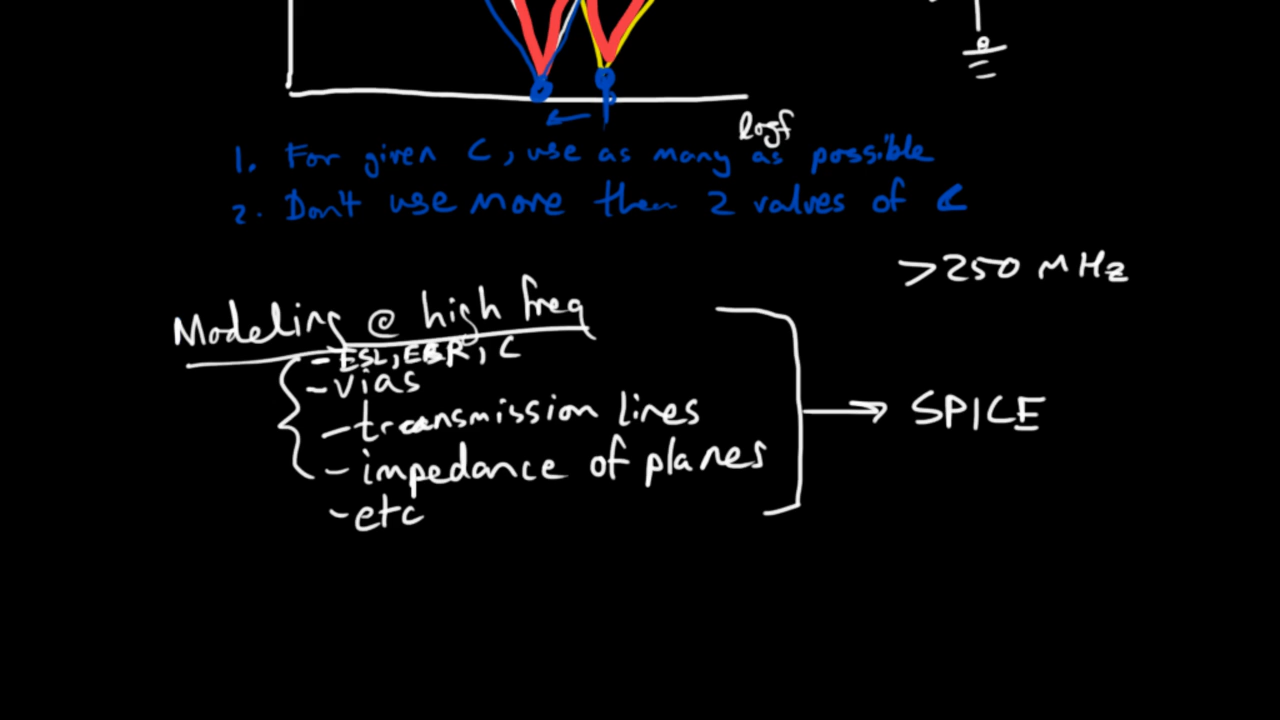 logf
1. For given C, use as many as possible
2. Don't use more then 2 values of C
>250 MHz
Modeling @ high freq
- ESL, ESR, C
- vias
- transmission lines
- impedance of planes
- etc
SPICE